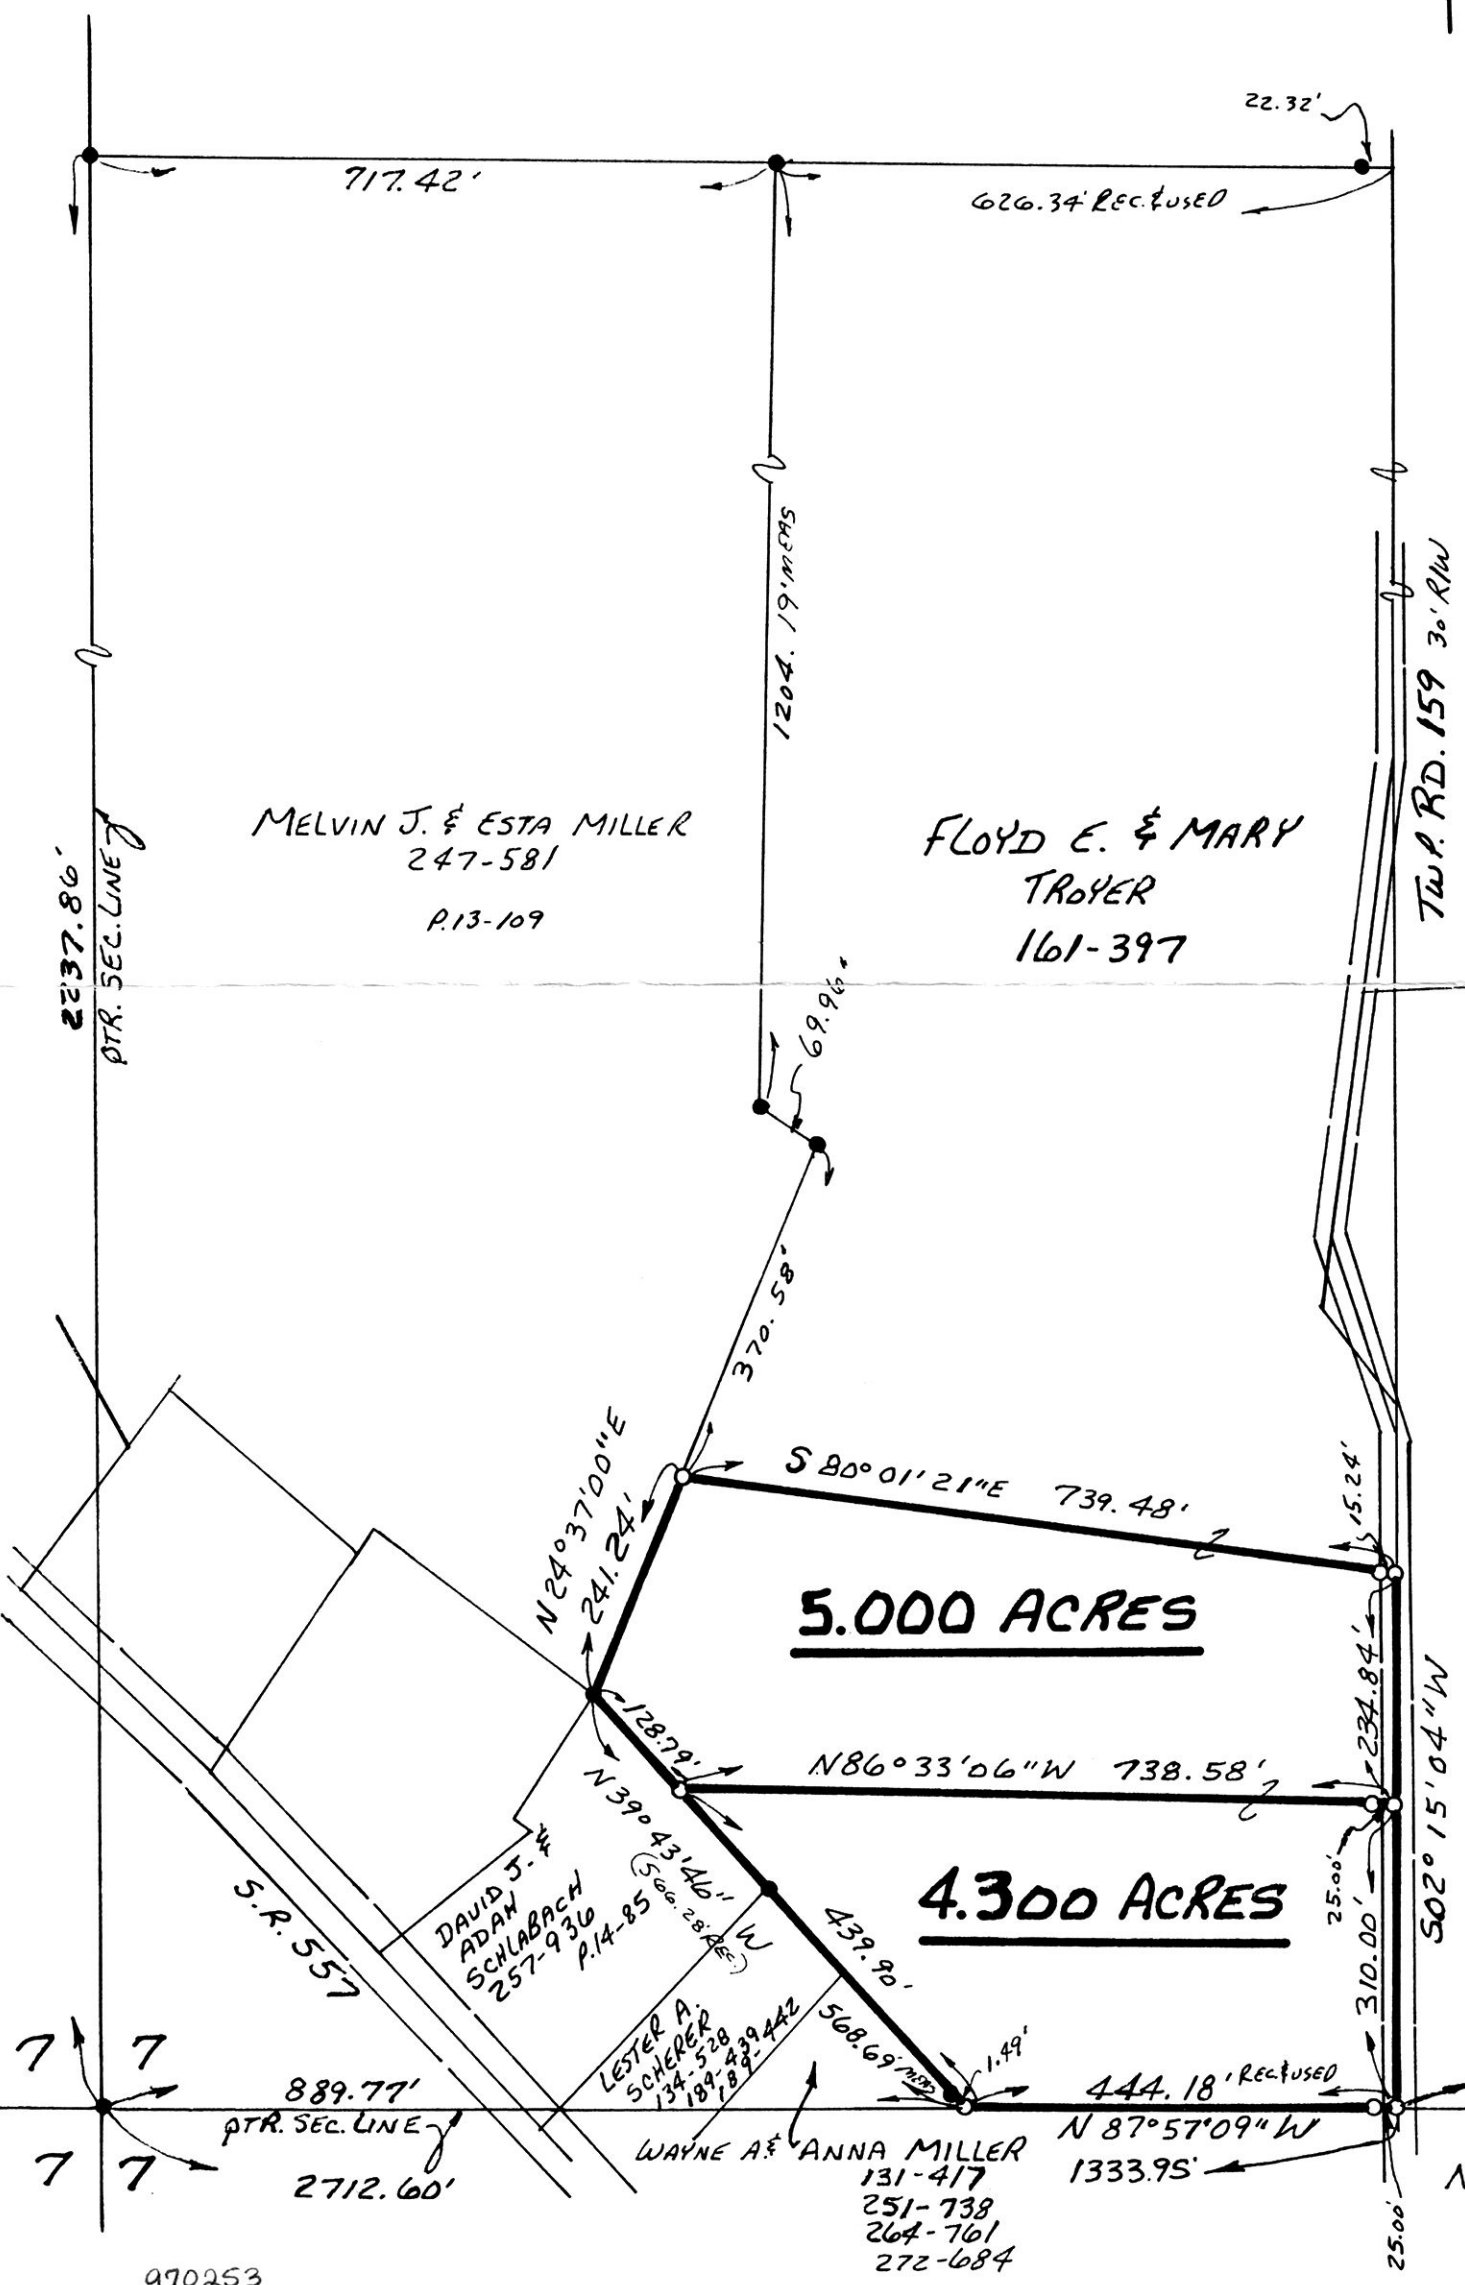 22.32'
717.42'
626.34' REC.&USED
1204.19' MEAS
TWP. RD. 159 30' R/W
MELVIN J. & ESTA MILLER
247-581
P.13-109
FLOYD E. & MARY
TROYER
161-397
2237.86'
QTR. SEC. LINE
69.96'
370.58'
N 24°37'00"E
241.24'
S 80°01'21"E 739.48'
15.24'
5.000 ACRES
234.84'
S02°15'04"W
128.79'
N86°33'06"W 738.58'
N 39°43'46" W
(566.28' REC.)
25.00'
4.300 ACRES
310.00'
439.90'
DAVID J. &
ADAH
SCHLABACH
257-936
P.14-85
S.R. 557
LESTER A.
SCHERER
134-528
189-439
189-442
568.69' MEAS
1.49'
7 7
889.77'
QTR. SEC. LINE
444.18' REC&USED
N 87°57'09" W
7 7
2712.60'
WAYNE A & ANNA MILLER
131-417
251-738
264-761
272-684
1333.95'
25.00'
970253